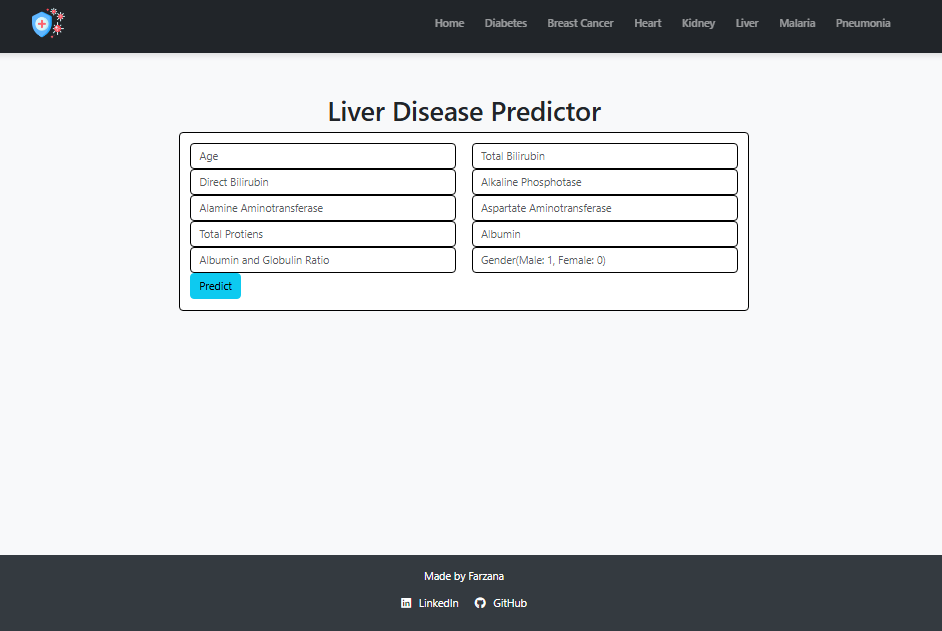 Home Diabetes Breast Cancer Heart Kidney Liver Malaria Pneumonia
Liver Disease Predictor
Age
Total Bilirubin
Direct Bilirubin
Alkaline Phosphotase
Alamine Aminotransferase
Aspartate Aminotransferase
Total Protiens
Albumin
Albumin and Globulin Ratio
Gender(Male: 1, Female: 0)
Predict
Made by Farzana
LinkedIn GitHub